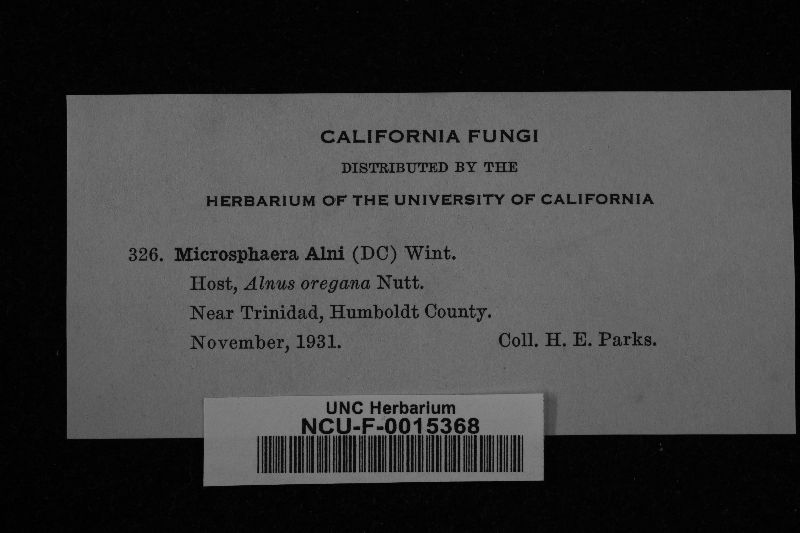 CALIFORNIA FUNGI
DISTRIBUTED BY THE
HERBARIUM OF THE UNIVERSITY OF CALIFORNIA
326. Microsphaera Alni (DC) Wint.
Host, Alnus oregana Nutt.
Near Trinidad, Humboldt County.
November, 1931. Coll. H. E. Parks.
UNC Herbarium
NCU-F-0015368